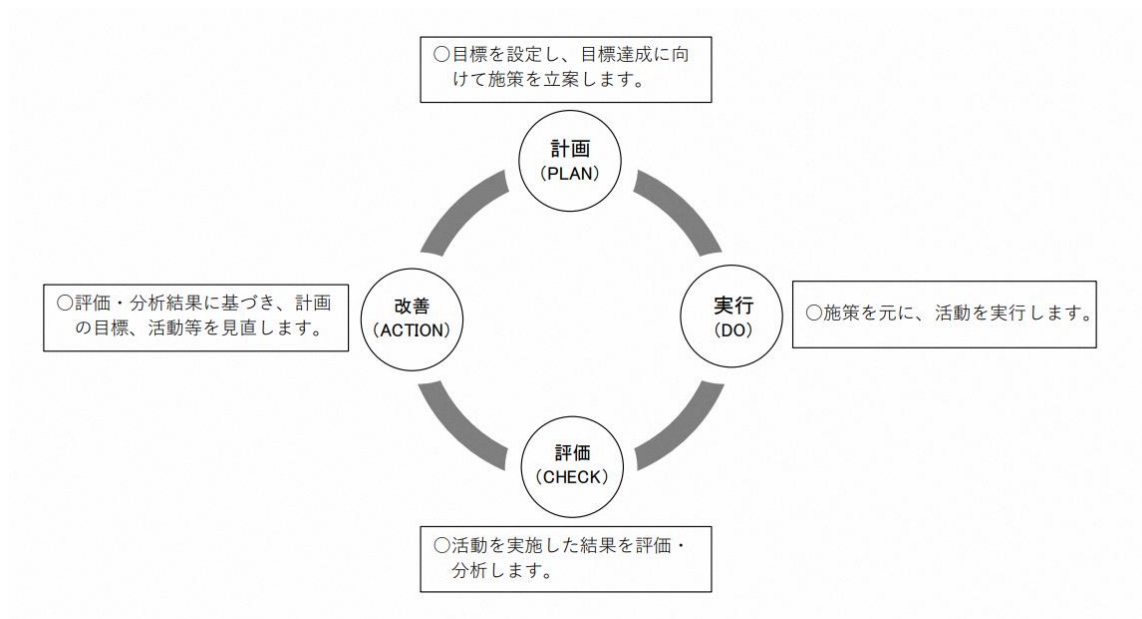 ○目標を設定し、目標達成に向
けて施策を立案します。
計画
（PLAN）
○評価・分析結果に基づき、計画
の目標、活動等を見直します。
改善
（ACTION）
実行
（DO）
○施策を元に、活動を実行します。
評価
（CHECK）
○活動を実施した結果を評価・
分析します。